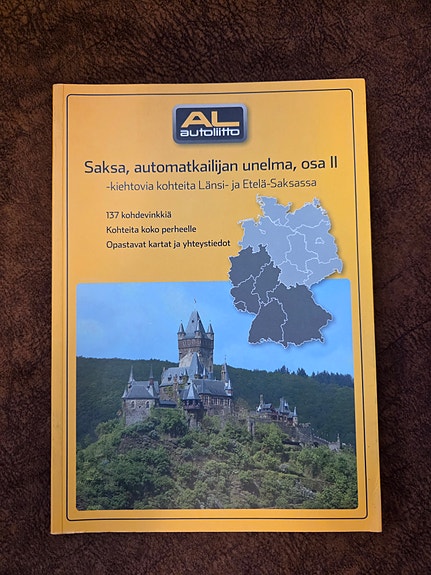 AL
autoliitto
Saksa, automatkailijan unelma, osa II
-kiehtovia kohteita Länsi- ja Etelä-Saksassa
137 kohdevinkkiä
Kohteita koko perheelle
Opastavat kartat ja yhteystiedot